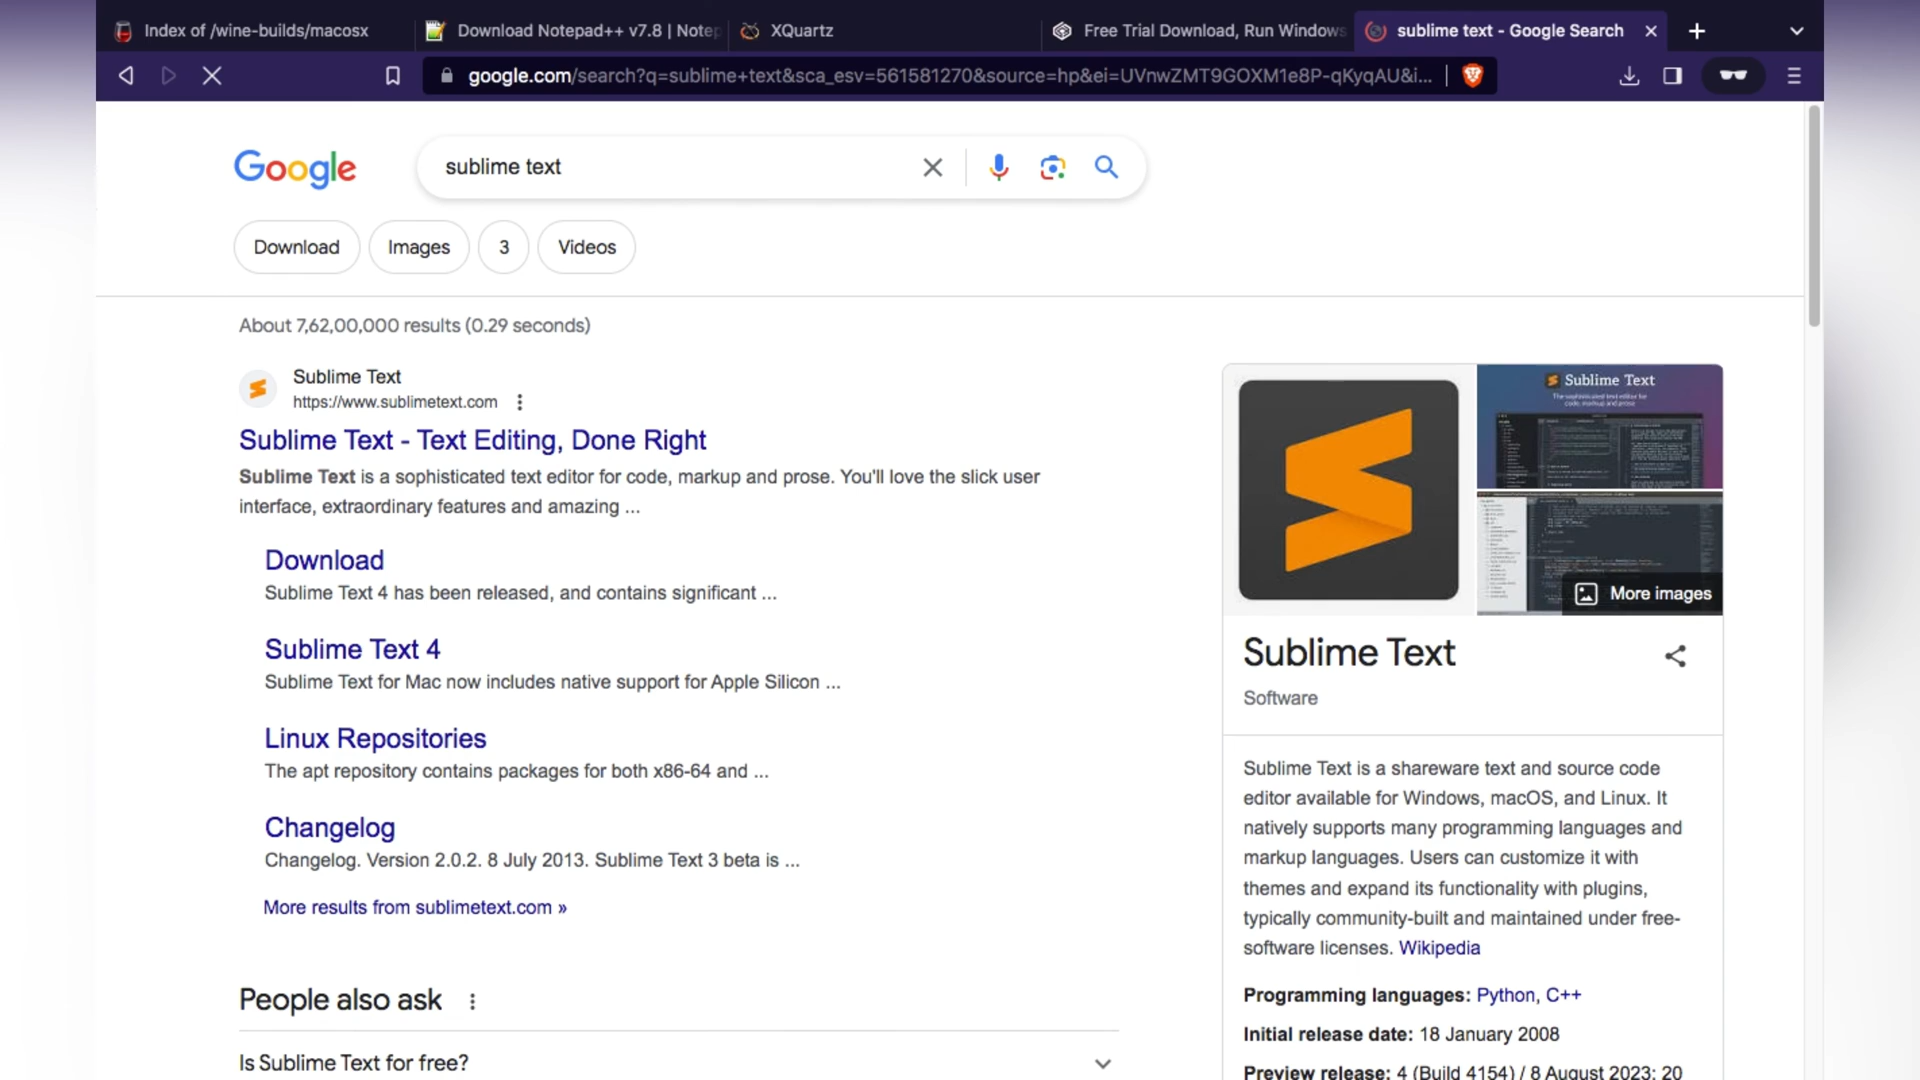 Index of /wine-builds/macosx
Download Notepad++ v7.8 | Notep
XQuartz
Free Trial Download, Run Windows
sublime text - Google Search
google.com/search?q=sublime+text&sca_esv=561581270&source=hp&ei=UVnwZMT9GOXM1e8P-qKyqAU&i...
Google
sublime text
Download
Images
3
Videos
About 7,62,00,000 results (0.29 seconds)
Sublime Text
https://www.sublimetext.com
Sublime Text - Text Editing, Done Right
Sublime Text is a sophisticated text editor for code, markup and prose. You'll love the slick user
interface, extraordinary features and amazing ...
Download
Sublime Text 4 has been released, and contains significant ...
Sublime Text 4
Sublime Text for Mac now includes native support for Apple Silicon ...
Linux Repositories
The apt repository contains packages for both x86-64 and ...
Changelog
Changelog. Version 2.0.2. 8 July 2013. Sublime Text 3 beta is ...
More results from sublimetext.com »
People also ask
Is Sublime Text for free?
Sublime Text
The sophisticated text editor for
code, markup and prose
More images
Sublime Text
Software
Sublime Text is a shareware text and source code
editor available for Windows, macOS, and Linux. It
natively supports many programming languages and
markup languages. Users can customize it with
themes and expand its functionality with plugins,
typically community-built and maintained under free-
software licenses. Wikipedia
Programming languages: Python, C++
Initial release date: 18 January 2008
Preview release: 4 (Build 4154) / 8 August 2023; 20